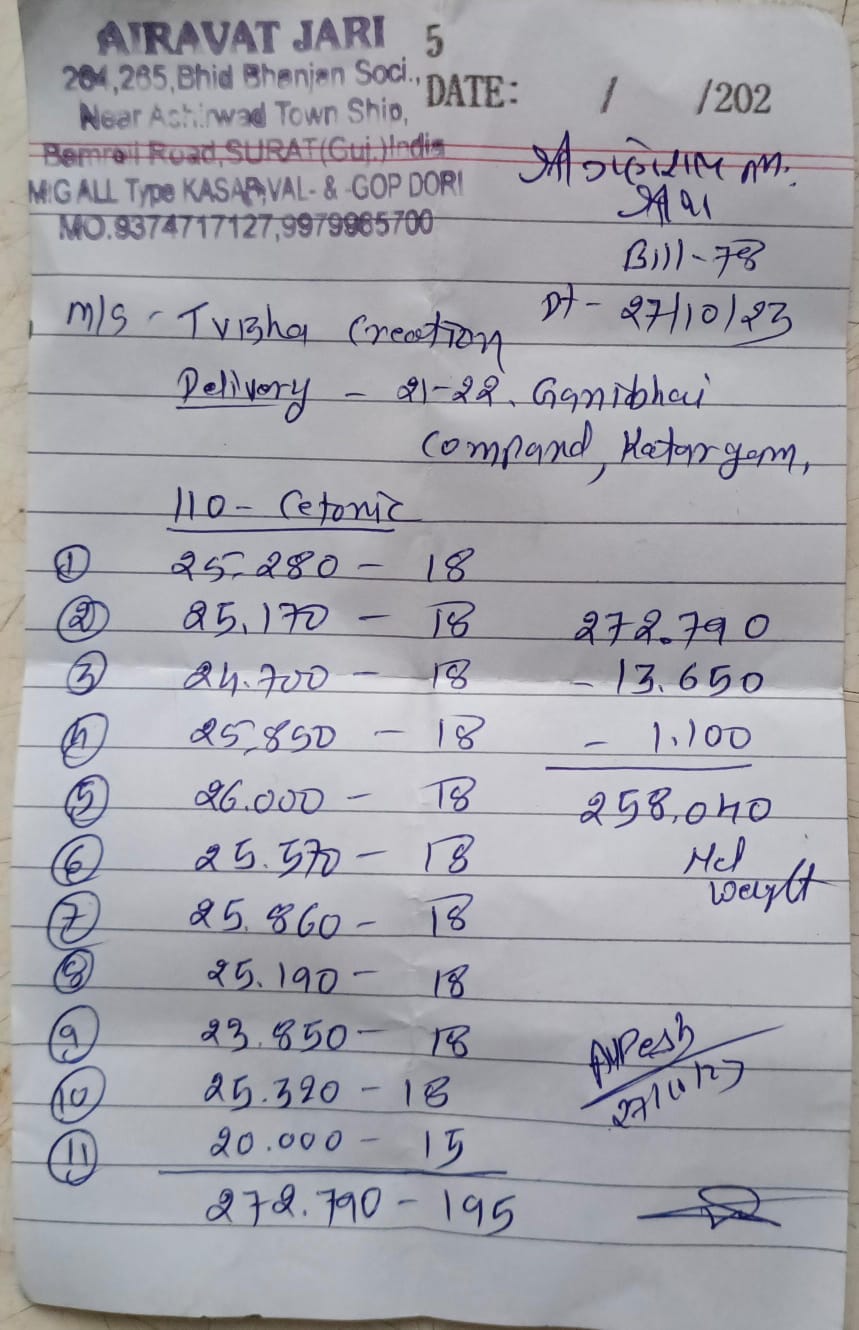 AIRAVAT JARI
264,265,Bhid Bhanjan Soci.,
Near Ashirwad Town Ship,
Bamroli Road,SURAT(Guj.)India
MFG ALL Type KASAB,VAL- & -GOP DORI
MO.9374717127,9979965700
5
DATE: / /202
શ્રી ગણેશાય નમઃ
શ્રી ૧ા
Bill-78
Dt- 27/10/23
m/s - Tvisha Creation
Delivery - 21-22. Ganibhai
Compand, Katargam,
110- Cetonic
① 25.280 - 18
② 25.170 - 18 272.790
③ 24.700 - 18 - 13.650
④ 25.850 - 18 - 1.100
⑤ 26.000 - 18 258.040
⑥ 25.570 - 18 Net
⑦ 25.860 - 18 weight
⑧ 25.190 - 18
⑨ 23.850 - 18
⑩ 25.320 - 18
⑪ 20.000 - 15
272.790 - 195